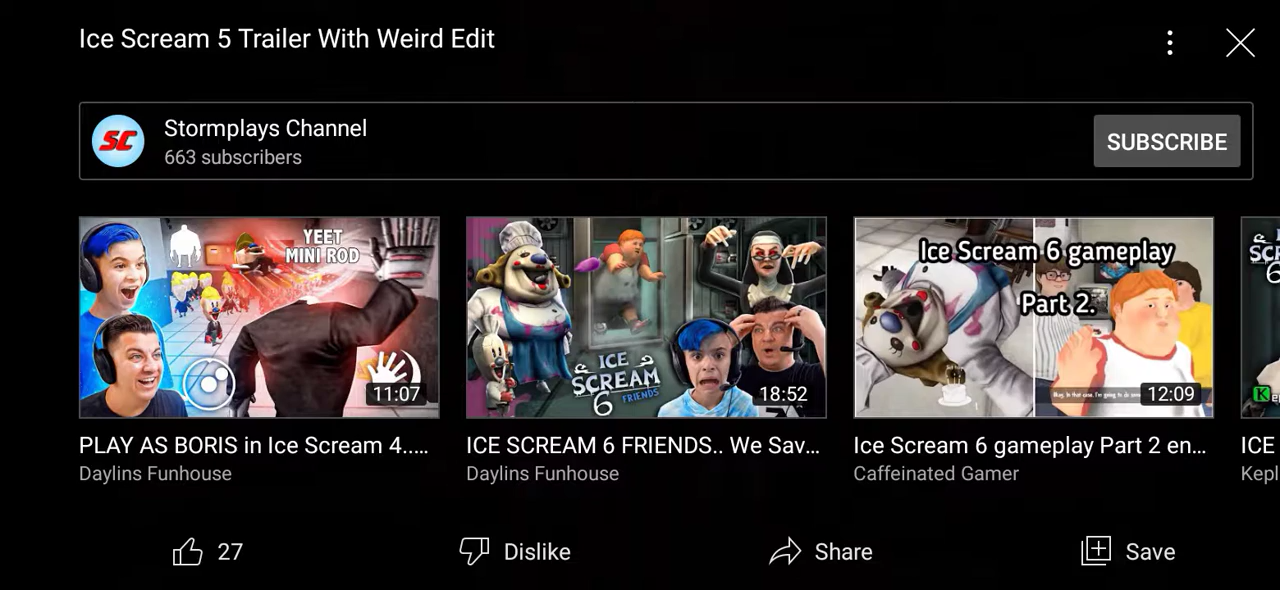 Ice Scream 5 Trailer With Weird Edit
SC
Stormplays Channel
663 subscribers
SUBSCRIBE
YEET
MINI ROD
11:07
ICE
SCREAM
6 FRIENDS
18:52
Ice Scream 6 gameplay
Part 2.
12:09
PLAY AS BORIS in Ice Scream 4.....
Daylins Funhouse
ICE SCREAM 6 FRIENDS.. We Sav...
Daylins Funhouse
Ice Scream 6 gameplay Part 2 en...
Caffeinated Gamer
6
K
ICE
Kepl
27
Dislike
Share
Save